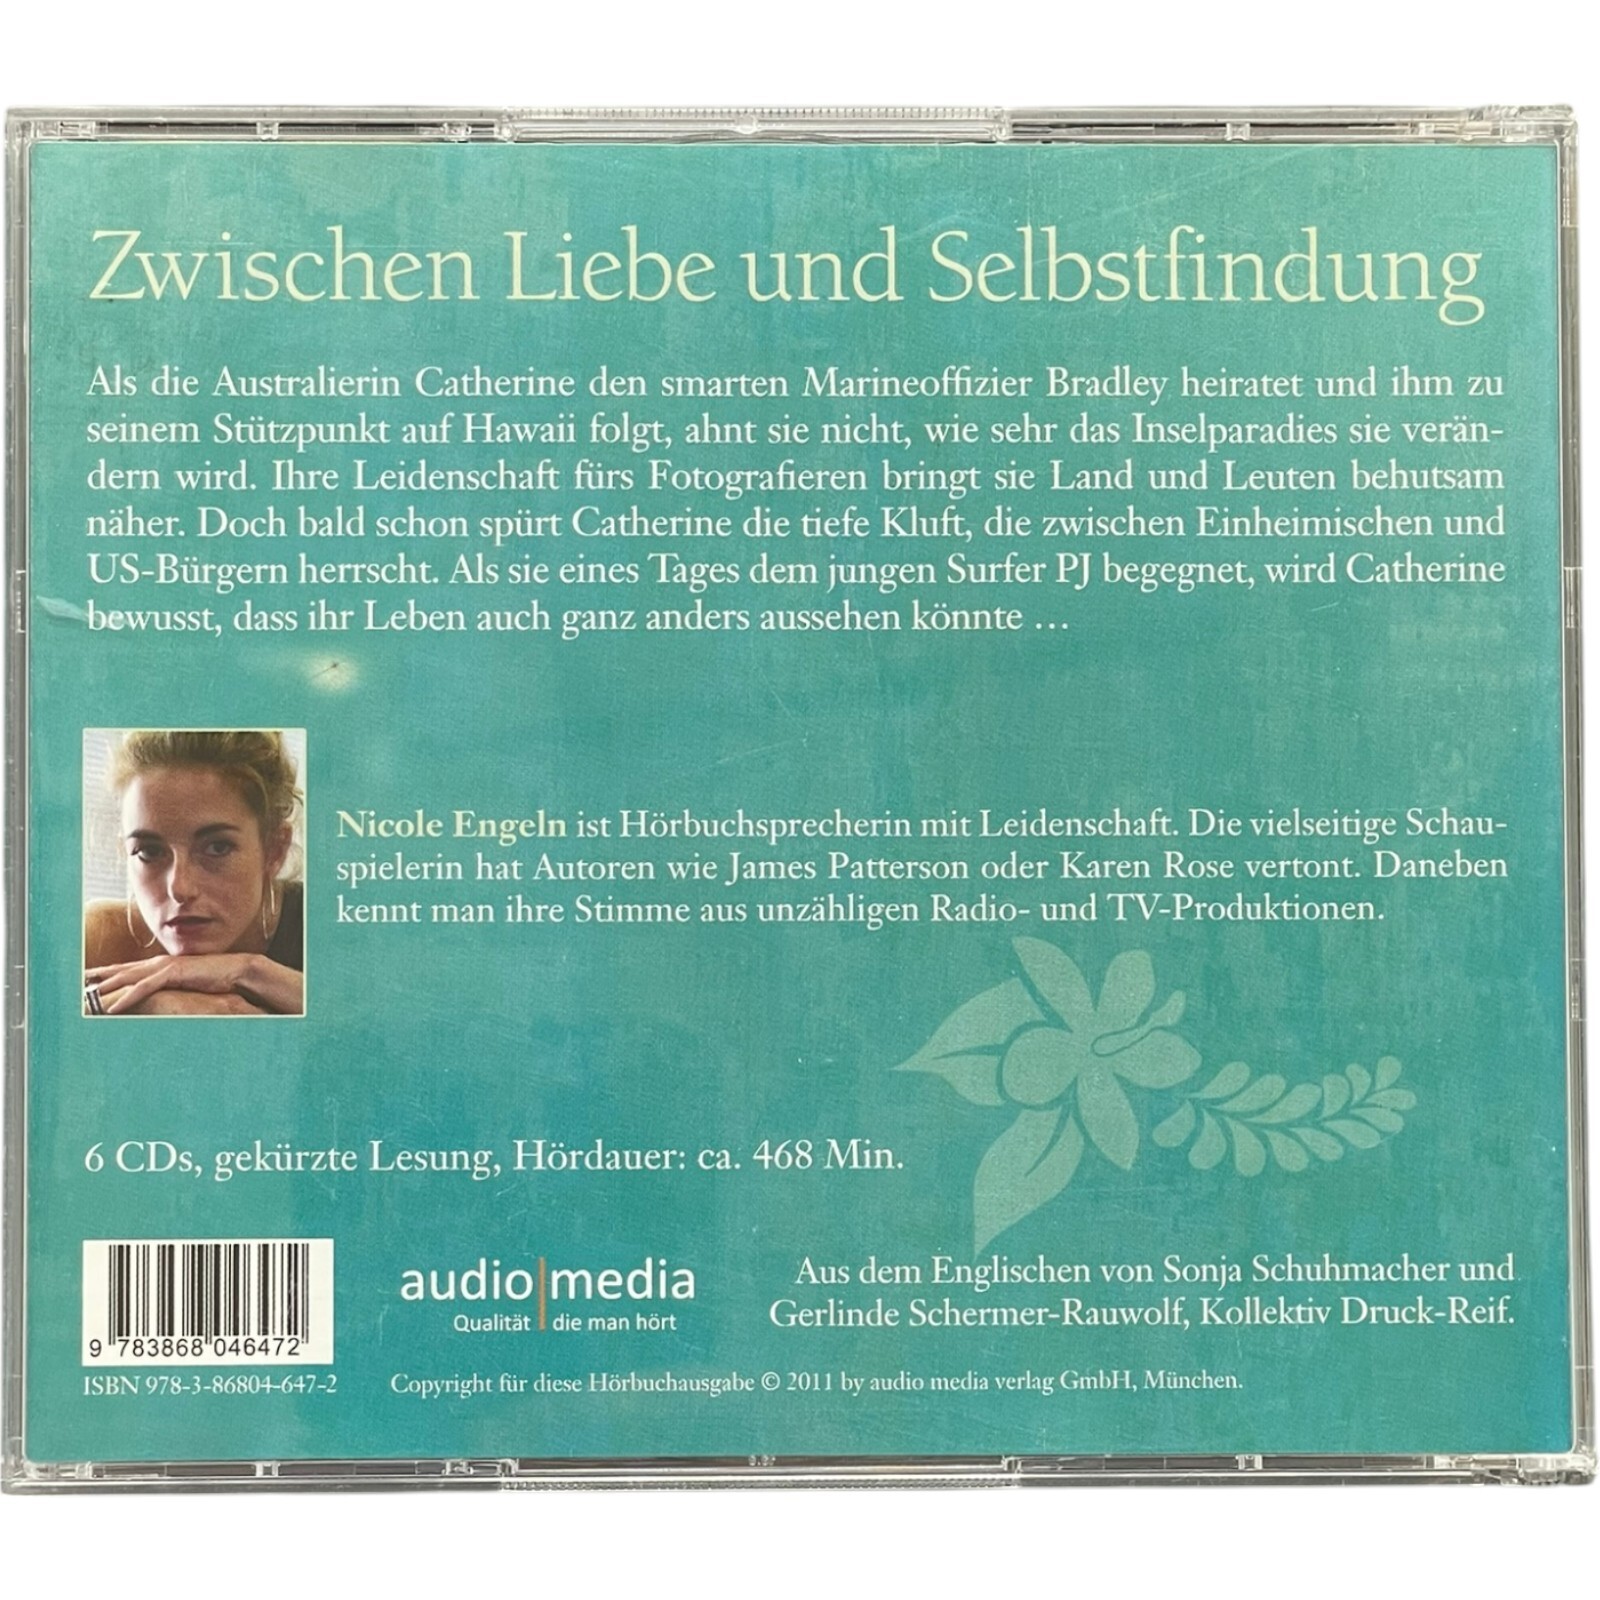 Zwischen Liebe und Selbstfindung
Als die Australierin Catherine den smarten Marineoffizier Bradley heiratet und ihm zu
seinem Stützpunkt auf Hawaii folgt, ahnt sie nicht, wie sehr das Inselparadies sie verän-
dern wird. Ihre Leidenschaft fürs Fotografieren bringt sie Land und Leuten behutsam
näher. Doch bald schon spürt Catherine die tiefe Kluft, die zwischen Einheimischen und
US-Bürgern herrscht. Als sie eines Tages dem jungen Surfer PJ begegnet, wird Catherine
bewusst, dass ihr Leben auch ganz anders aussehen könnte …
Nicole Engeln ist Hörbuchsprecherin mit Leidenschaft. Die vielseitige Schau-
spielerin hat Autoren wie James Patterson oder Karen Rose vertont. Daneben
kennt man ihre Stimme aus unzähligen Radio- und TV-Produktionen.
6 CDs, gekürzte Lesung, Hördauer: ca. 468 Min.
9 783868 046472
ISBN 978-3-86804-647-2
audio|media
Qualität | die man hört
Aus dem Englischen von Sonja Schuhmacher und
Gerlinde Schermer-Rauwolf, Kollektiv Druck-Reif.
Copyright für diese Hörbuchausgabe © 2011 by audio media verlag GmbH, München.